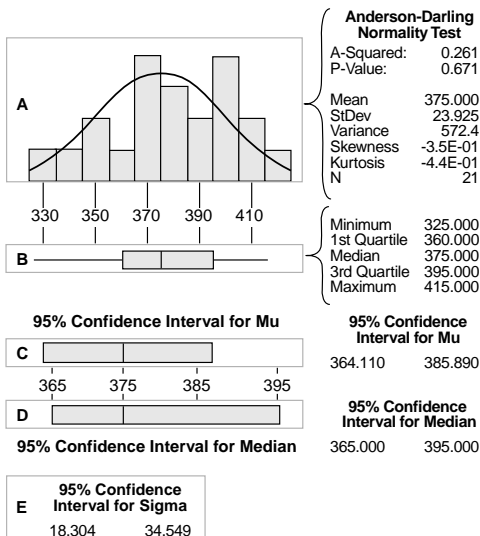 Anderson-Darling
Normality Test
A-Squared: 0.261
P-Value: 0.671
Mean 375.000
StDev 23.925
Variance 572.4
Skewness -3.5E-01
Kurtosis -4.4E-01
N 21
A
330 350 370 390 410
Minimum 325.000
1st Quartile 360.000
Median 375.000
3rd Quartile 395.000
Maximum 415.000
B
95% Confidence Interval for Mu
95% Confidence
Interval for Mu
364.110 385.890
C
365 375 385 395
D
95% Confidence
Interval for Median
95% Confidence Interval for Median
365.000 395.000
E
95% Confidence
Interval for Sigma
18.304 34.549